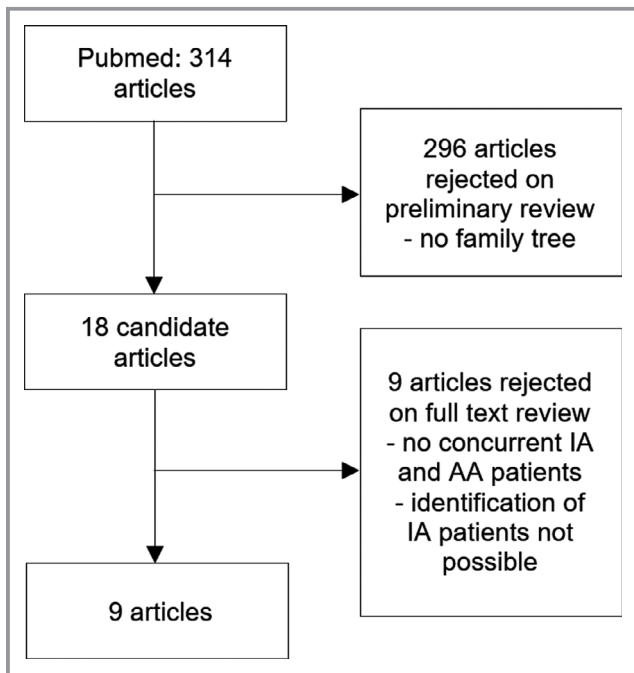 Pubmed: 314
articles
296 articles
rejected on
preliminary review
- no family tree
18 candidate
articles
9 articles rejected
on full text review
- no concurrent IA
and AA patients
- identification of
IA patients not
possible
9 articles